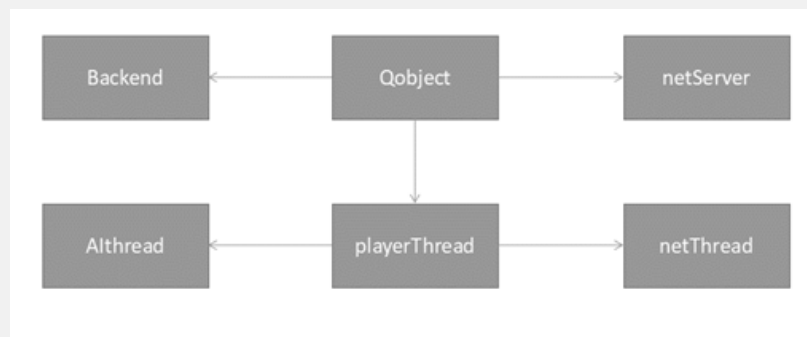 Backend
Qobject
netServer
AIthread
playerThread
netThread